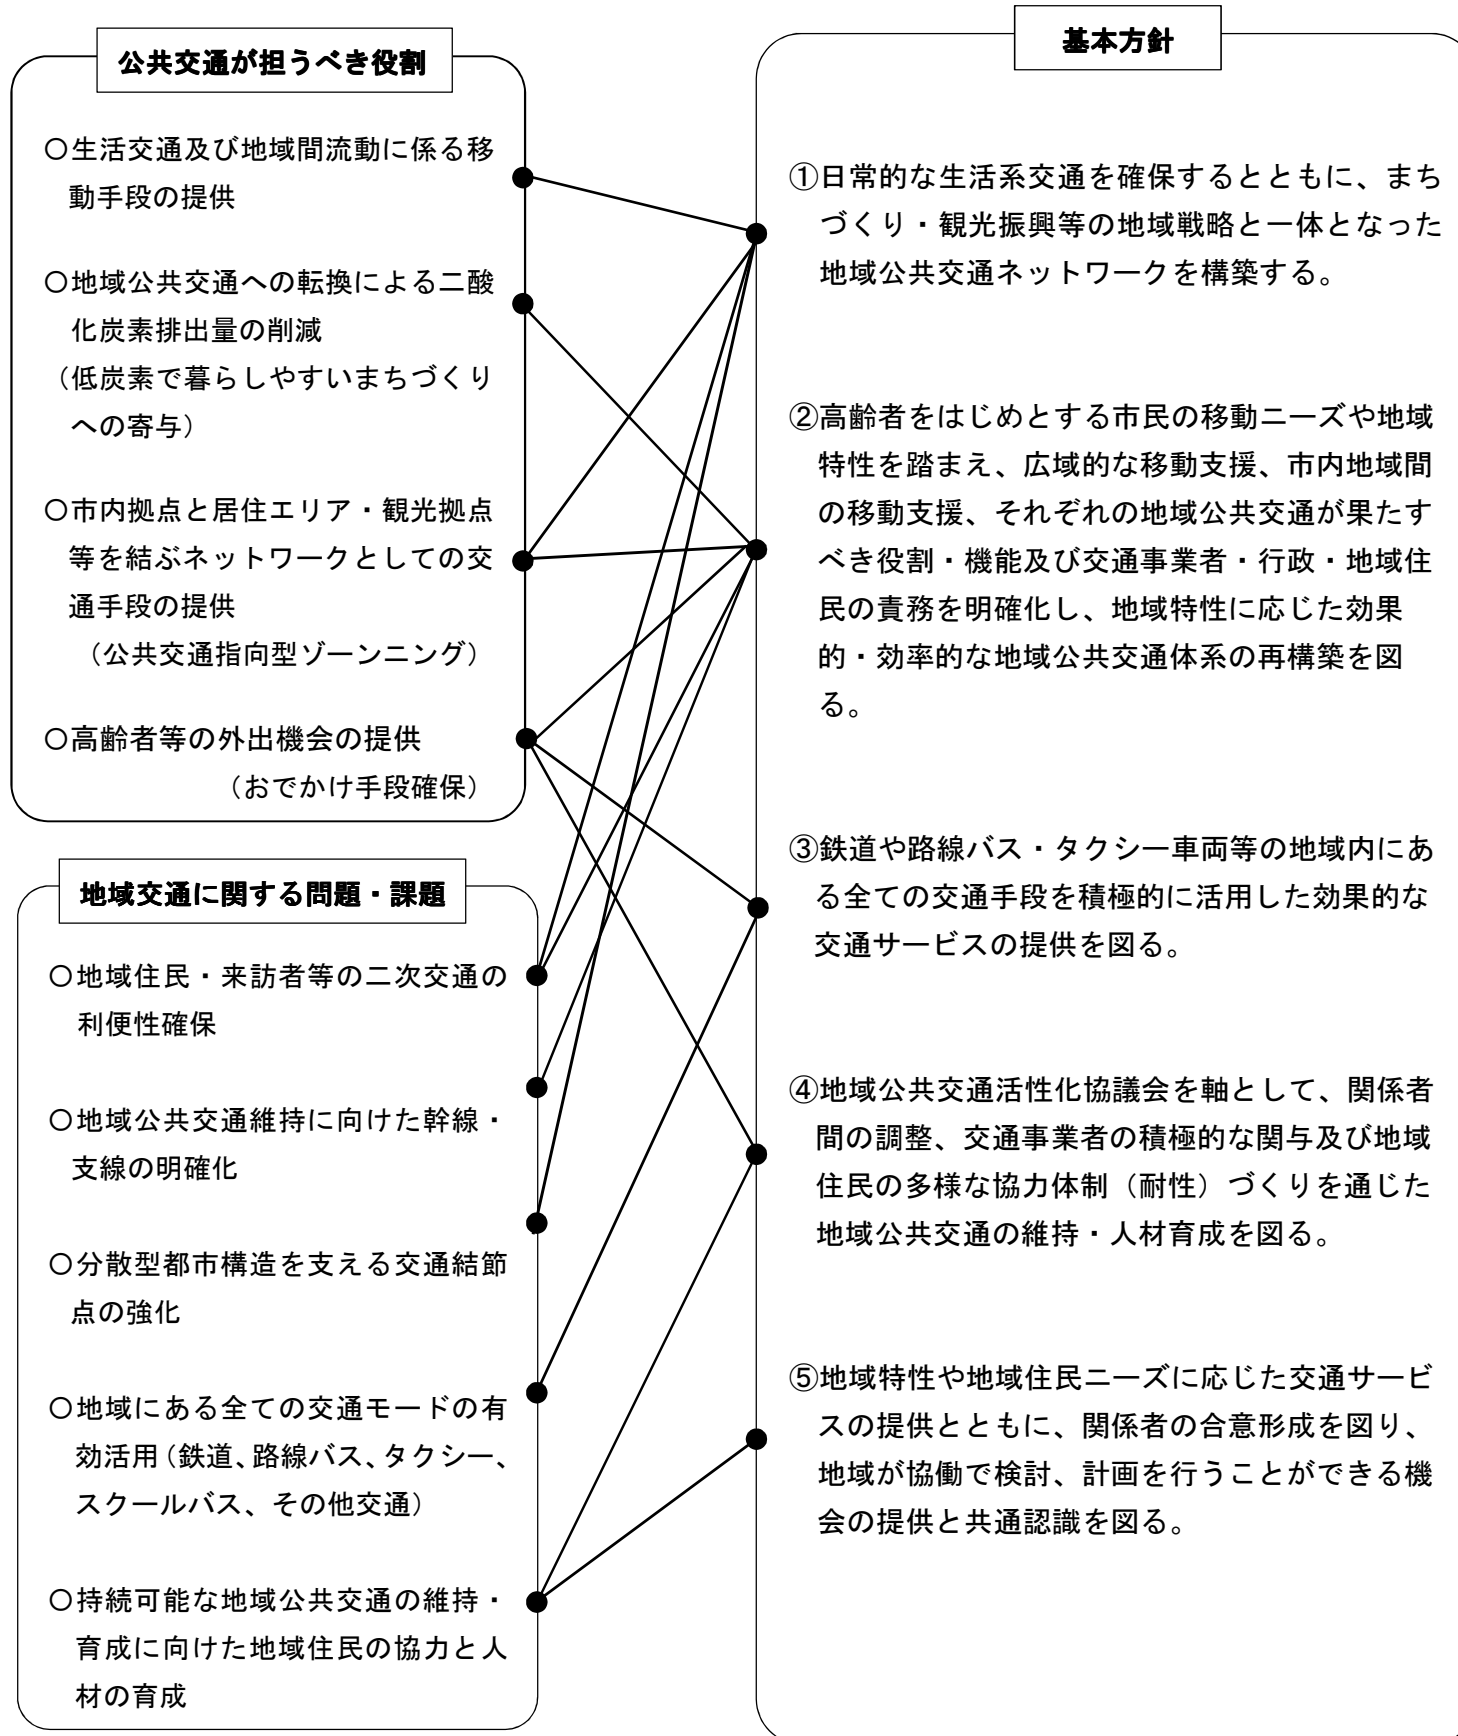 公共交通が担うべき役割
〇生活交通及び地域間流動に係る移
動手段の提供
〇地域公共交通への転換による二酸
化炭素排出量の削減
（低炭素で暮らしやすいまちづくり
への寄与）
〇市内拠点と居住エリア・観光拠点
等を結ぶネットワークとしての交
通手段の提供
（公共交通指向型ゾーンニング）
〇高齢者等の外出機会の提供
（おでかけ手段確保）
地域交通に関する問題・課題
〇地域住民・来訪者等の二次交通の
利便性確保
〇地域公共交通維持に向けた幹線・
支線の明確化
〇分散型都市構造を支える交通結節
点の強化
〇地域にある全ての交通モードの有
効活用（鉄道、路線バス、タクシー、
スクールバス、その他交通）
〇持続可能な地域公共交通の維持・
育成に向けた地域住民の協力と人
材の育成
基本方針
①日常的な生活系交通を確保するとともに、まち
づくり・観光振興等の地域戦略と一体となった
地域公共交通ネットワークを構築する。
②高齢者をはじめとする市民の移動ニーズや地域
特性を踏まえ、広域的な移動支援、市内地域間
の移動支援、それぞれの地域公共交通が果たす
べき役割・機能及び交通事業者・行政・地域住
民の責務を明確化し、地域特性に応じた効果
的・効率的な地域公共交通体系の再構築を図
る。
③鉄道や路線バス・タクシー車両等の地域内にあ
る全ての交通手段を積極的に活用した効果的な
交通サービスの提供を図る。
④地域公共交通活性化協議会を軸として、関係者
間の調整、交通事業者の積極的な関与及び地域
住民の多様な協力体制（耐性）づくりを通じた
地域公共交通の維持・人材育成を図る。
⑤地域特性や地域住民ニーズに応じた交通サービ
スの提供とともに、関係者の合意形成を図り、
地域が協働で検討、計画を行うことができる機
会の提供と共通認識を図る。